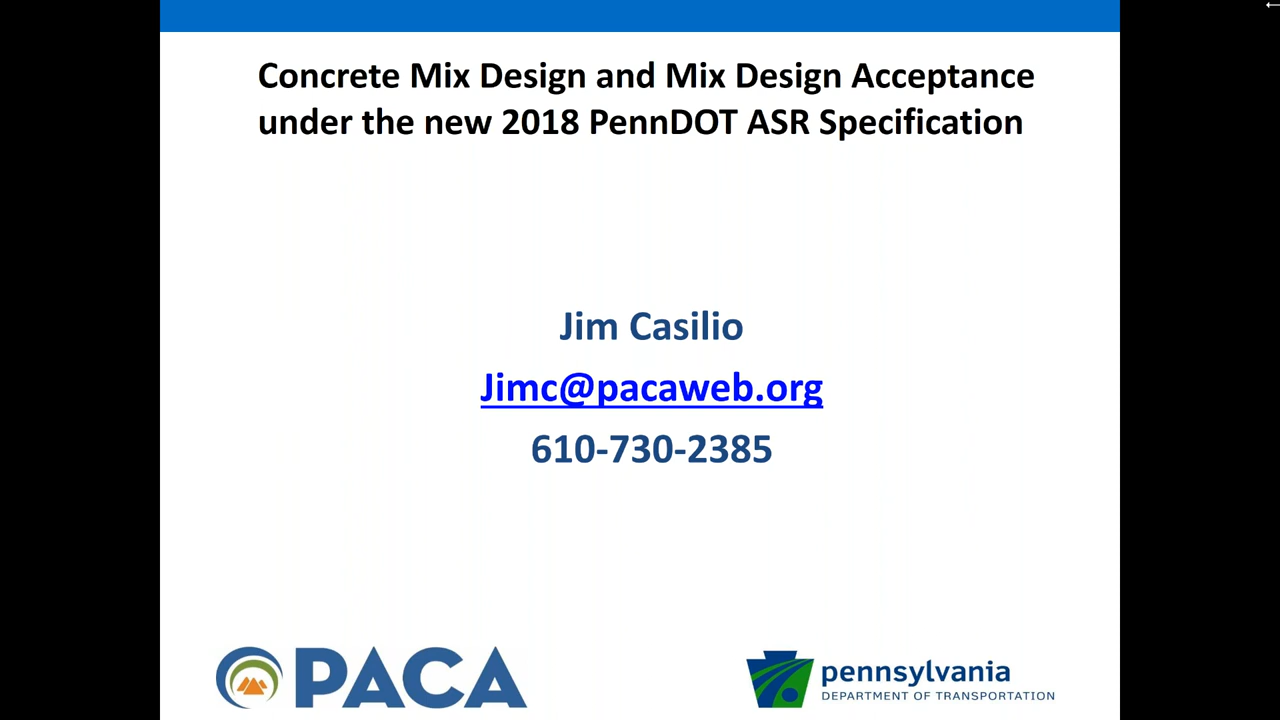 Concrete Mix Design and Mix Design Acceptance
under the new 2018 PennDOT ASR Specification
Jim Casilio
Jimc@pacaweb.org
610-730-2385
PACA
pennsylvania
DEPARTMENT OF TRANSPORTATION